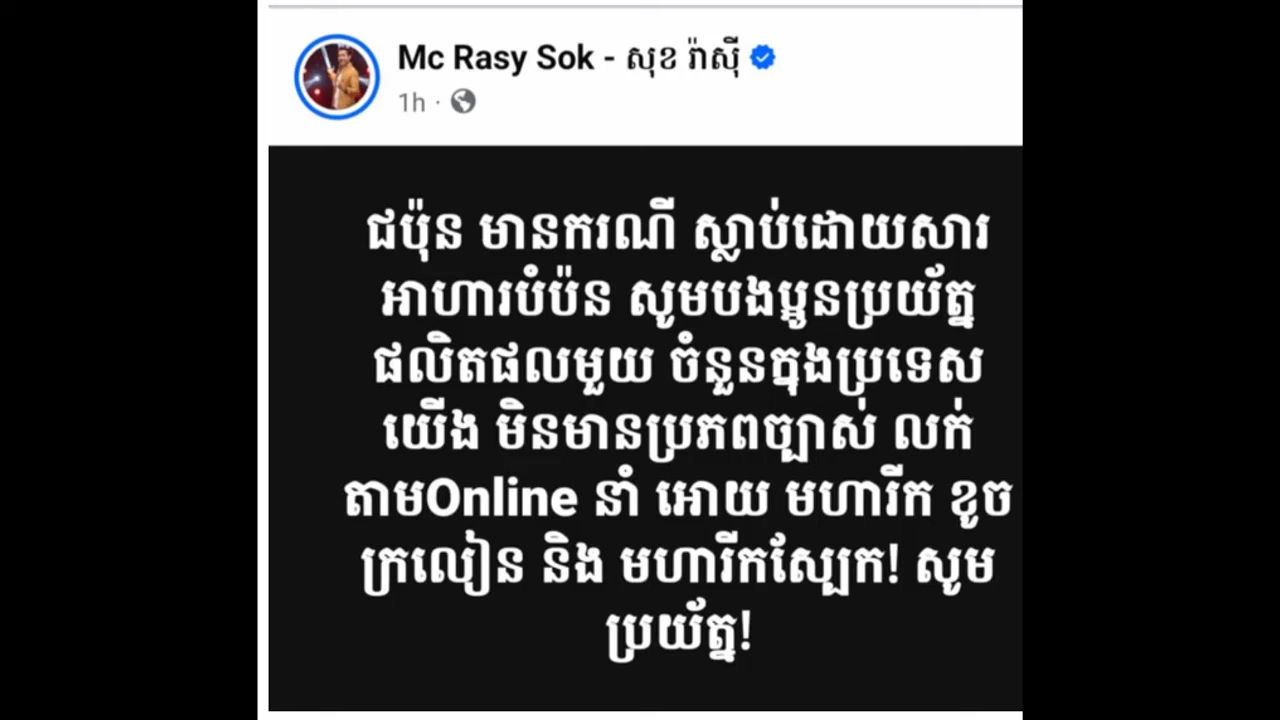 Mc Rasy Sok - សុខ រ៉ាស៊ី
1h ·
ជប៉ុន មានករណី ស្លាប់ដោយសារ
អាហារបំប៉ន សូមបងប្អូនប្រយ័ត្ន
ផលិតផលមួយ ចំនួនក្នុងប្រទេស
យើង មិនមានប្រភពច្បាស់ លក់
តាមOnline នាំ អោយ មហារីក ខូច
ក្រលៀន និង មហារីកស្បែក! សូម
ប្រយ័ត្ន!